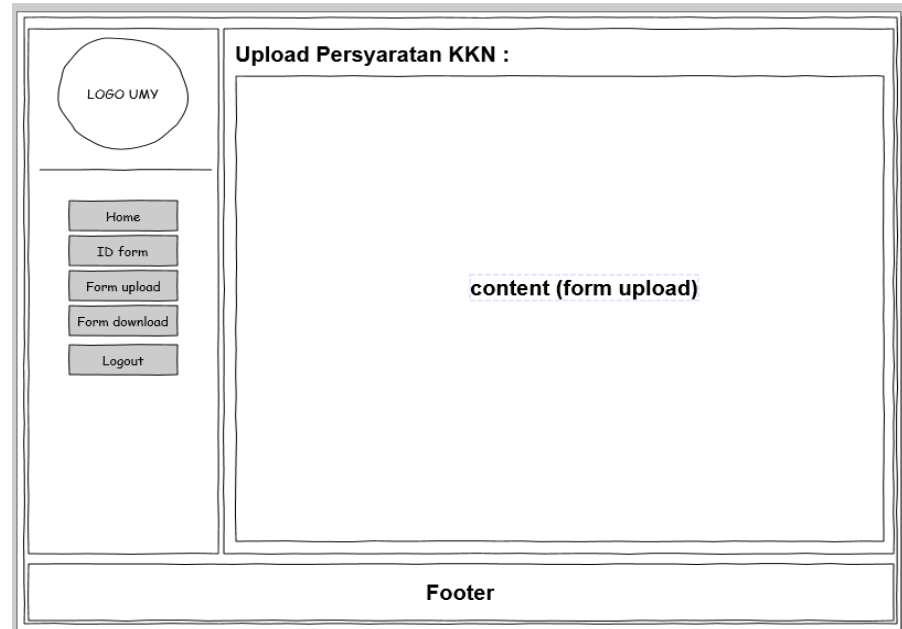 LOGO UMY
Home
ID form
Form upload
Form download
Logout
Upload Persyaratan KKN :
content (form upload)
Footer